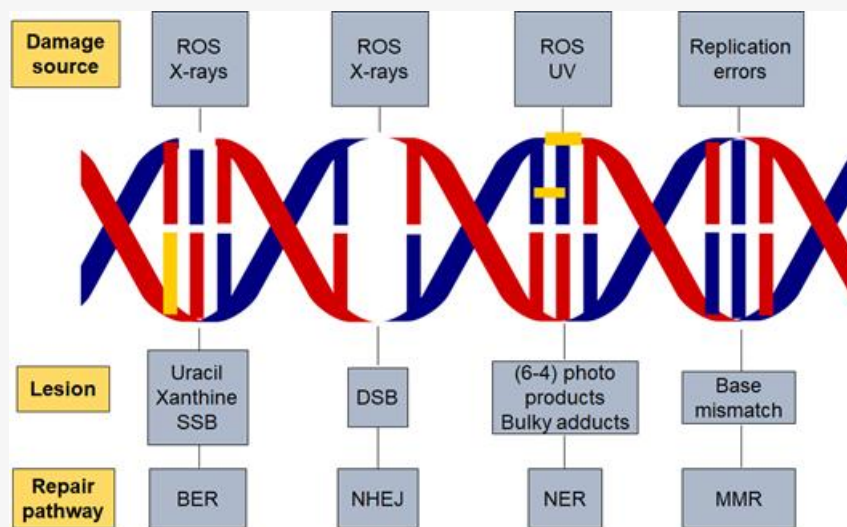 Damage
source
ROS
X-rays
ROS
X-rays
ROS
UV
Replication
errors
Lesion
Uracil
Xanthine
SSB
DSB
(6-4) photo
products
Bulky adducts
Base
mismatch
Repair
pathway
BER
NHEJ
NER
MMR